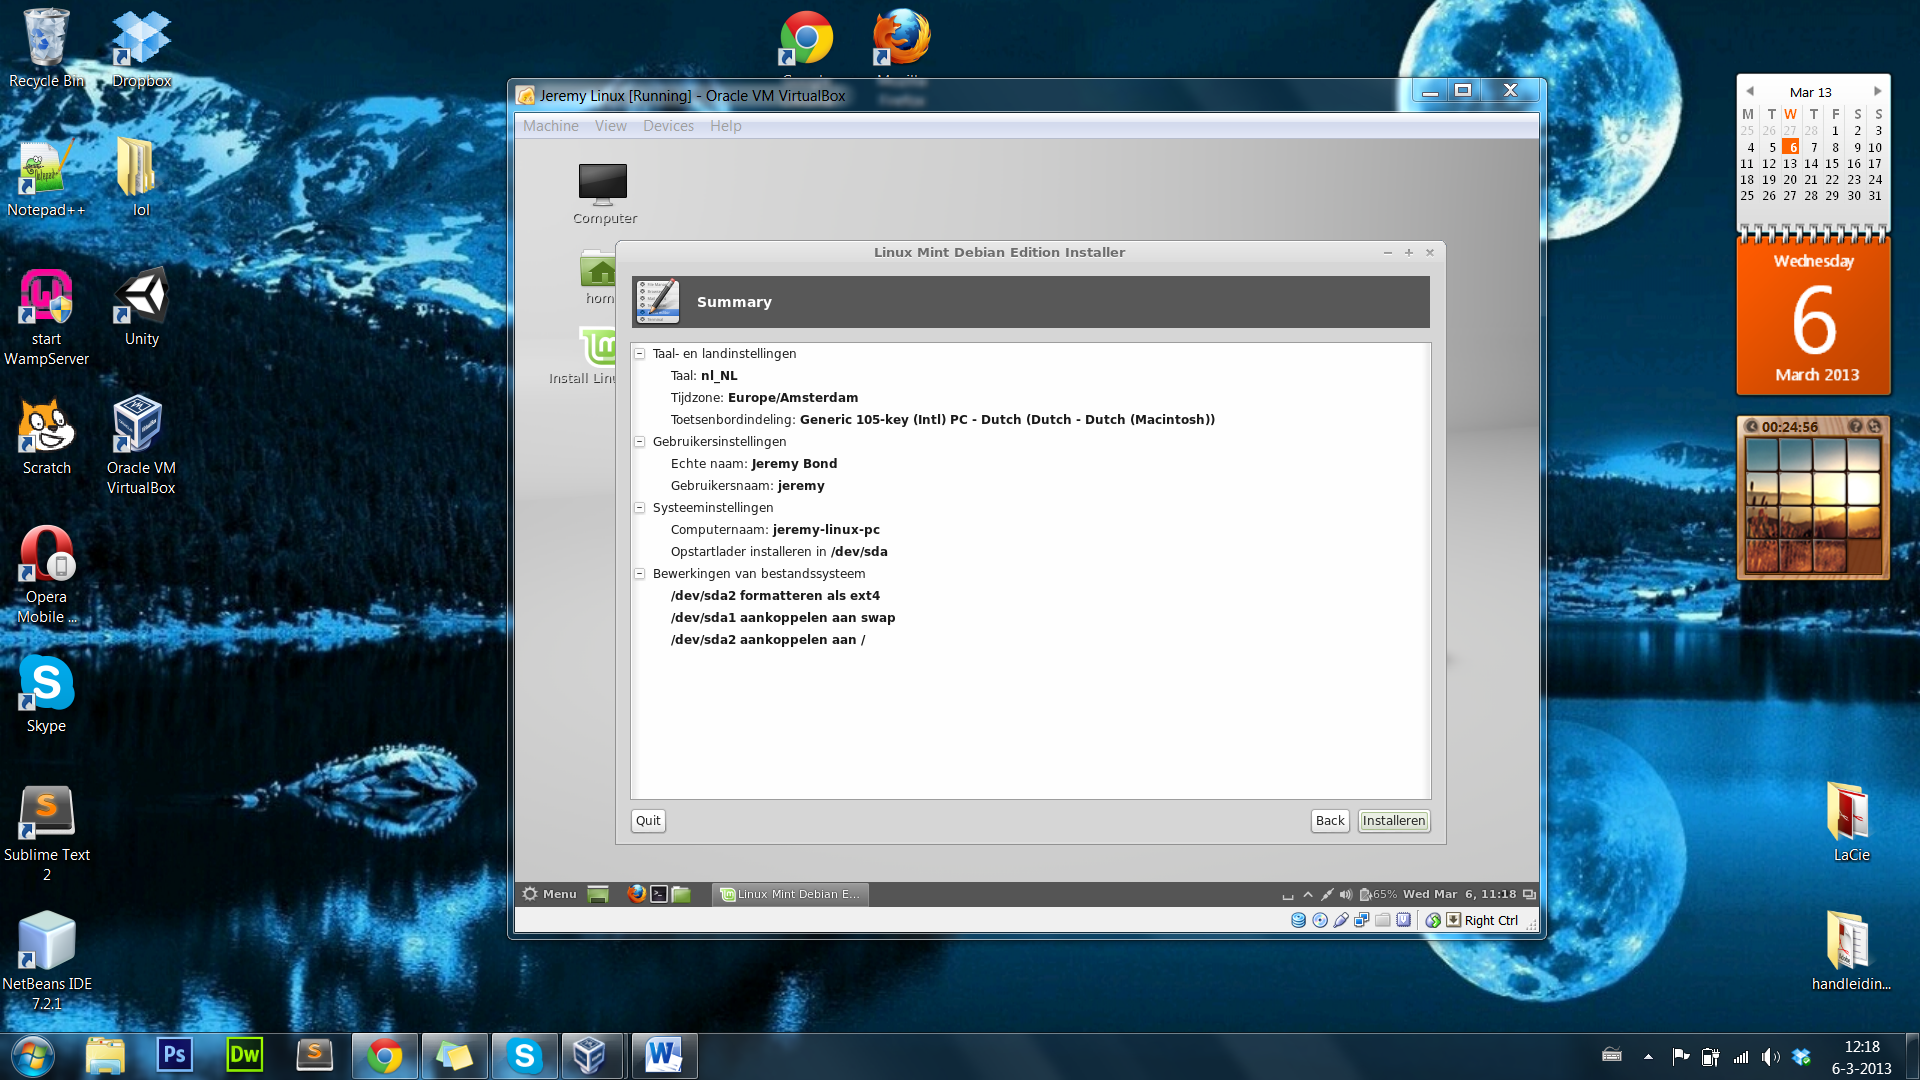 Recycle Bin
Dropbox
Notepad++
lol
start
WampServer
Unity
Scratch
Oracle VM
VirtualBox
Opera
Mobile ...
Skype
Sublime Text
2
NetBeans IDE
7.2.1
Jeremy Linux [Running] - Oracle VM VirtualBox
Machine View Devices Help
Computer
Linux Mint Debian Edition Installer
Summary
Taal- en landinstellingen
Taal: nl_NL
Tijdzone: Europe/Amsterdam
Toetsenbordindeling: Generic 105-key (Intl) PC - Dutch (Dutch - Dutch (Macintosh))
Gebruikersinstellingen
Echte naam: Jeremy Bond
Gebruikersnaam: jeremy
Systeeminstellingen
Computernaam: jeremy-linux-pc
Opstartlader installeren in /dev/sda
Bewerkingen van bestandssysteem
/dev/sda2 formatteren als ext4
/dev/sda1 aankoppelen aan swap
/dev/sda2 aankoppelen aan /
Quit Back Installeren
hom
Install Linu
Menu Linux Mint Debian E... 65% Wed Mar 6, 11:18
Right Ctrl
Mar 13
M T W T F S S
25 26 27 28 1 2 3
4 5 6 7 8 9 10
11 12 13 14 15 16 17
18 19 20 21 22 23 24
25 26 27 28 29 30 31
Wednesday
6
March 2013
00:24:56
LaCie
handleidin...
Ps Dw
12:18
6-3-2013